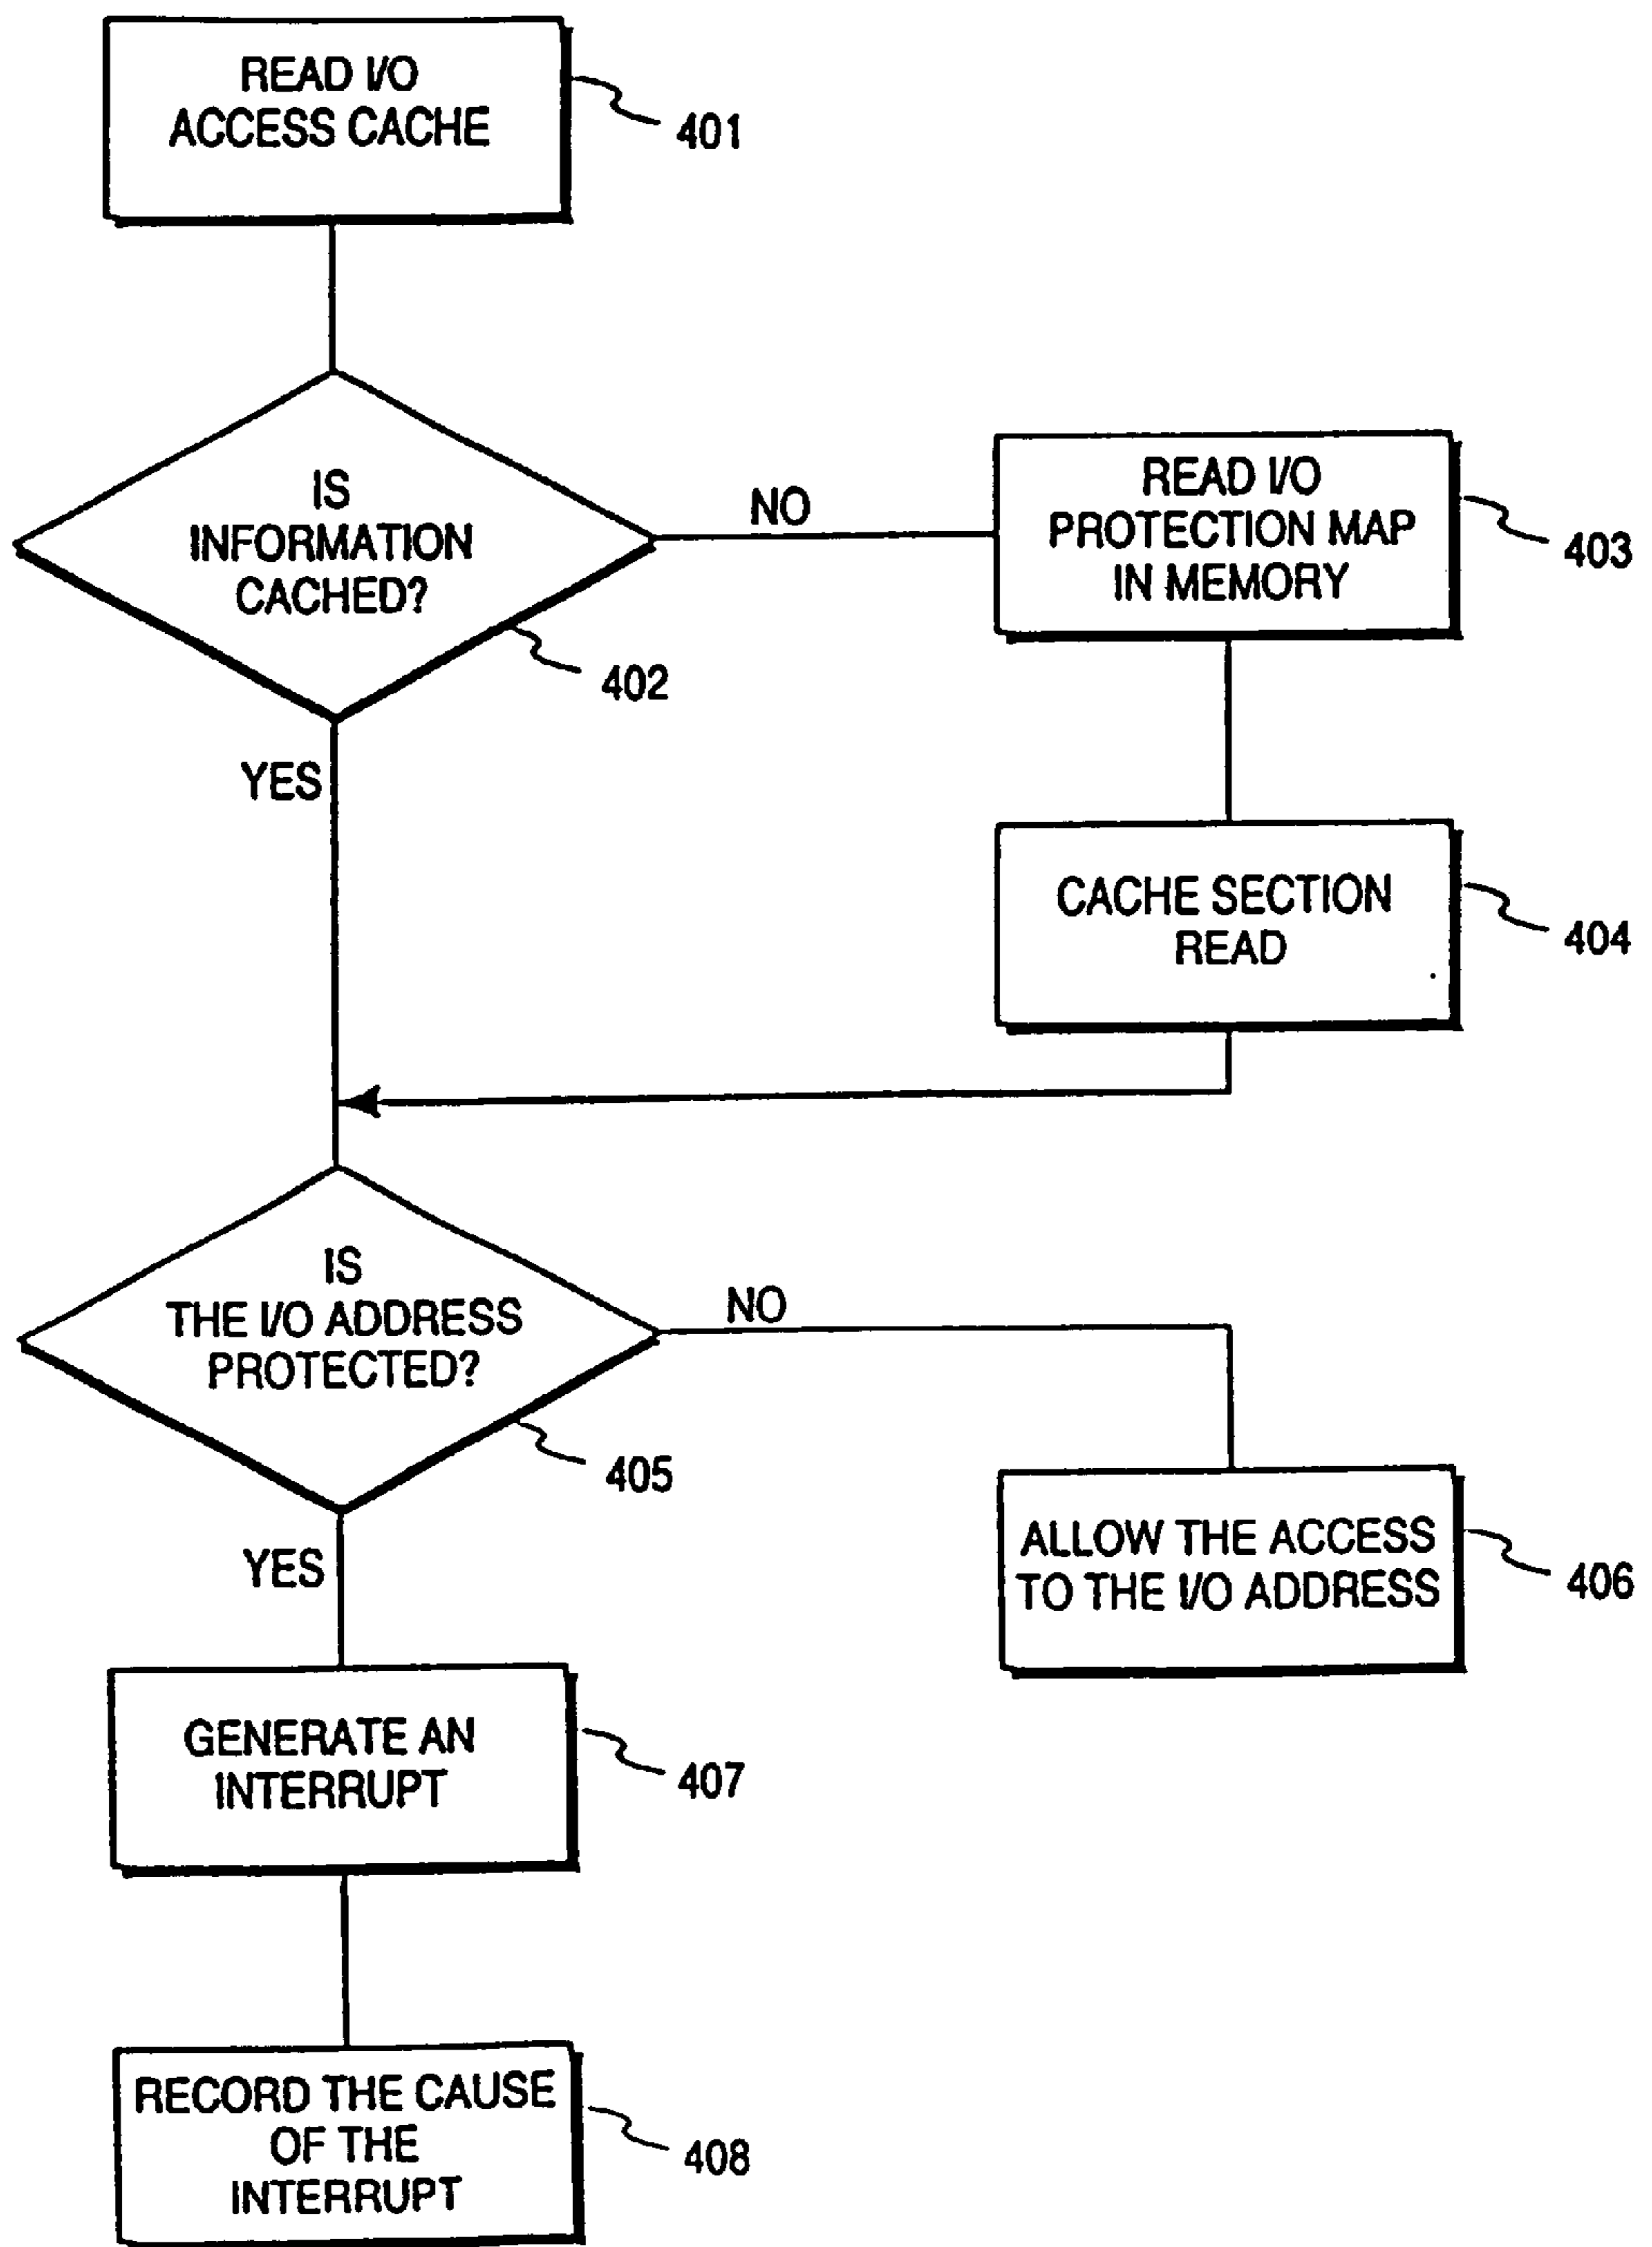 READ I/O
ACCESS CACHE
401
IS
INFORMATION
CACHED?
402
NO
READ I/O
PROTECTION MAP
IN MEMORY
403
YES
CACHE SECTION
READ
404
IS
THE I/O ADDRESS
PROTECTED?
405
NO
ALLOW THE ACCESS
TO THE I/O ADDRESS
406
YES
GENERATE AN
INTERRUPT
407
RECORD THE CAUSE
OF THE
INTERRUPT
408